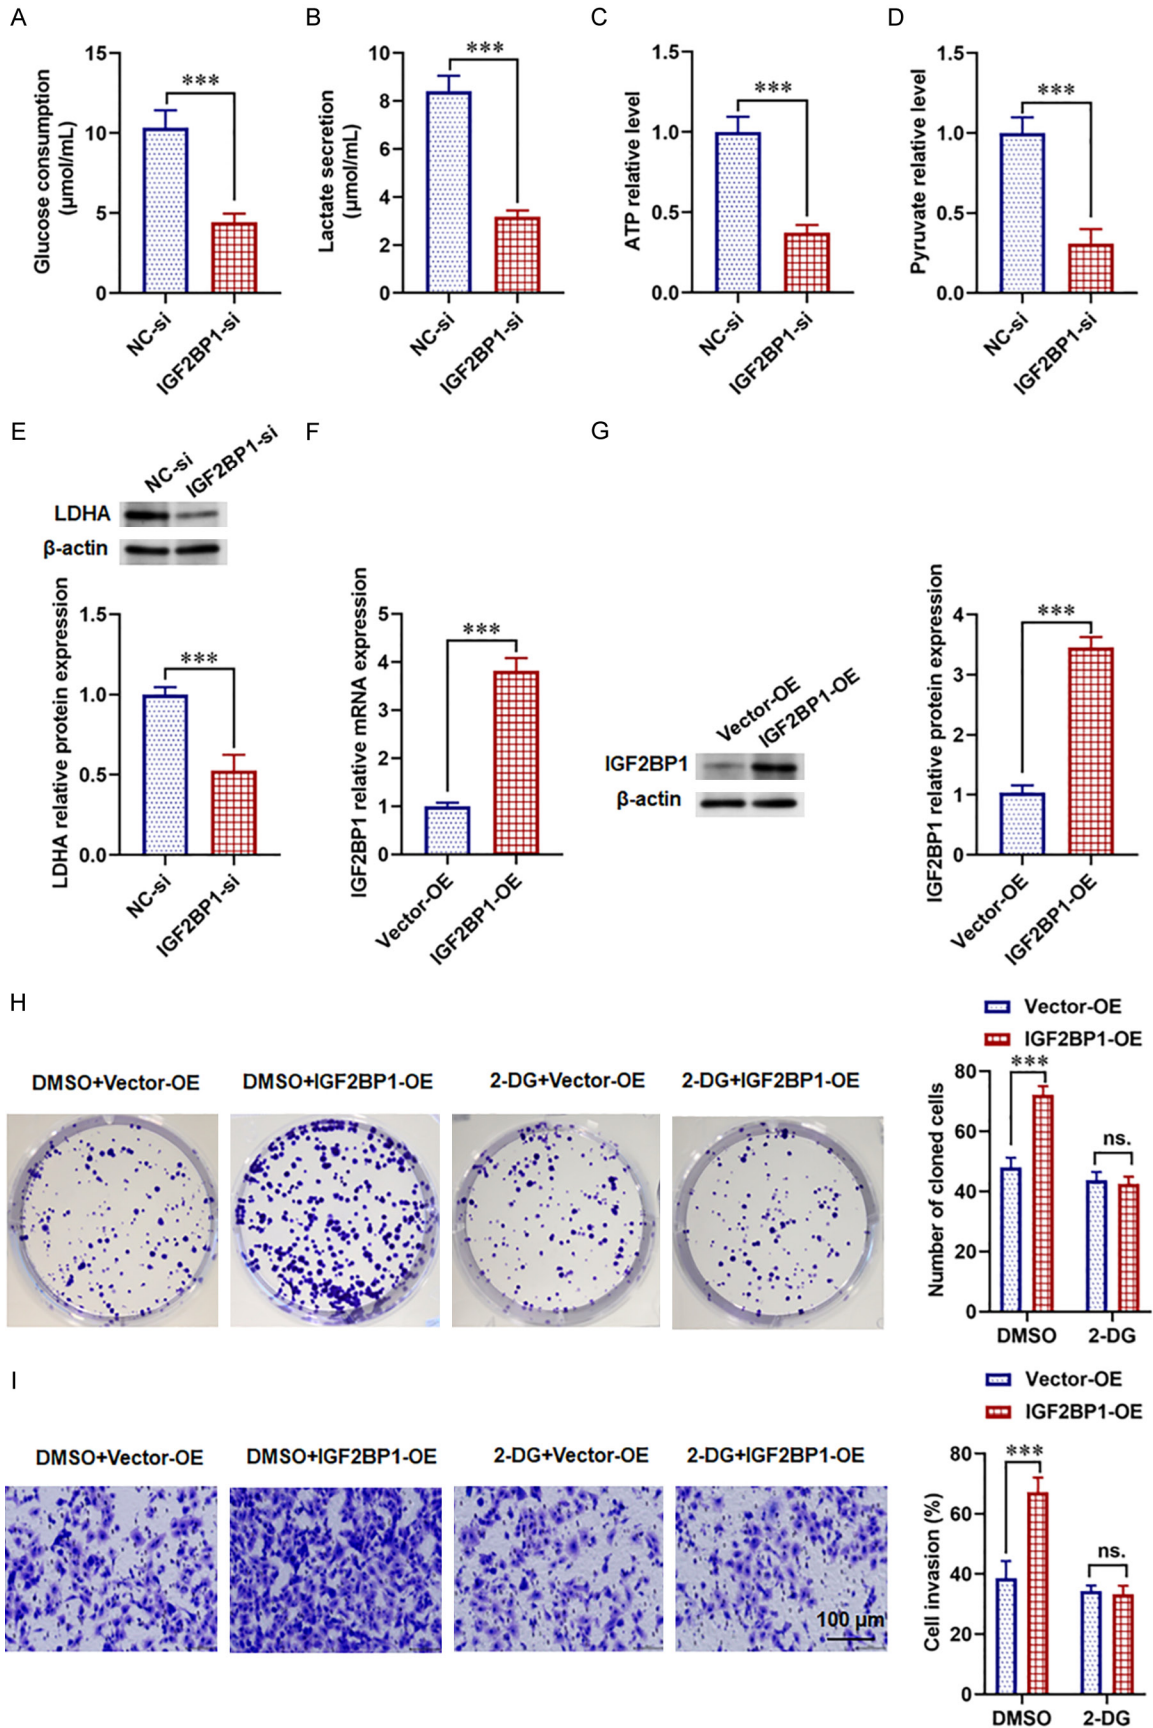 A
B
C
D
Glucose consumption
(μmol/mL)
15
10
5
0
***
NC-si
IGF2BP1-si
Lactate secretion
(μmol/mL)
10
8
6
4
2
0
***
NC-si
IGF2BP1-si
ATP relative level
1.5
1.0
0.5
0.0
***
NC-si
IGF2BP1-si
Pyruvate relative level
1.5
1.0
0.5
0.0
***
NC-si
IGF2BP1-si
E
NC-si
IGF2BP1-si
LDHA
β-actin
LDHA relative protein expression
1.5
1.0
0.5
0.0
***
NC-si
IGF2BP1-si
F
IGF2BP1 relative mRNA expression
5
4
3
2
1
0
***
Vector-OE
IGF2BP1-OE
G
Vector-OE
IGF2BP1-OE
IGF2BP1
β-actin
IGF2BP1 relative protein expression
4
3
2
1
0
***
Vector-OE
IGF2BP1-OE
H
DMSO+Vector-OE
DMSO+IGF2BP1-OE
2-DG+Vector-OE
2-DG+IGF2BP1-OE
Vector-OE
IGF2BP1-OE
Number of cloned cells
80
60
40
20
0
***
ns.
DMSO
2-DG
I
DMSO+Vector-OE
DMSO+IGF2BP1-OE
2-DG+Vector-OE
2-DG+IGF2BP1-OE
100 μm
Vector-OE
IGF2BP1-OE
Cell invasion (%)
80
60
40
20
0
***
ns.
DMSO
2-DG